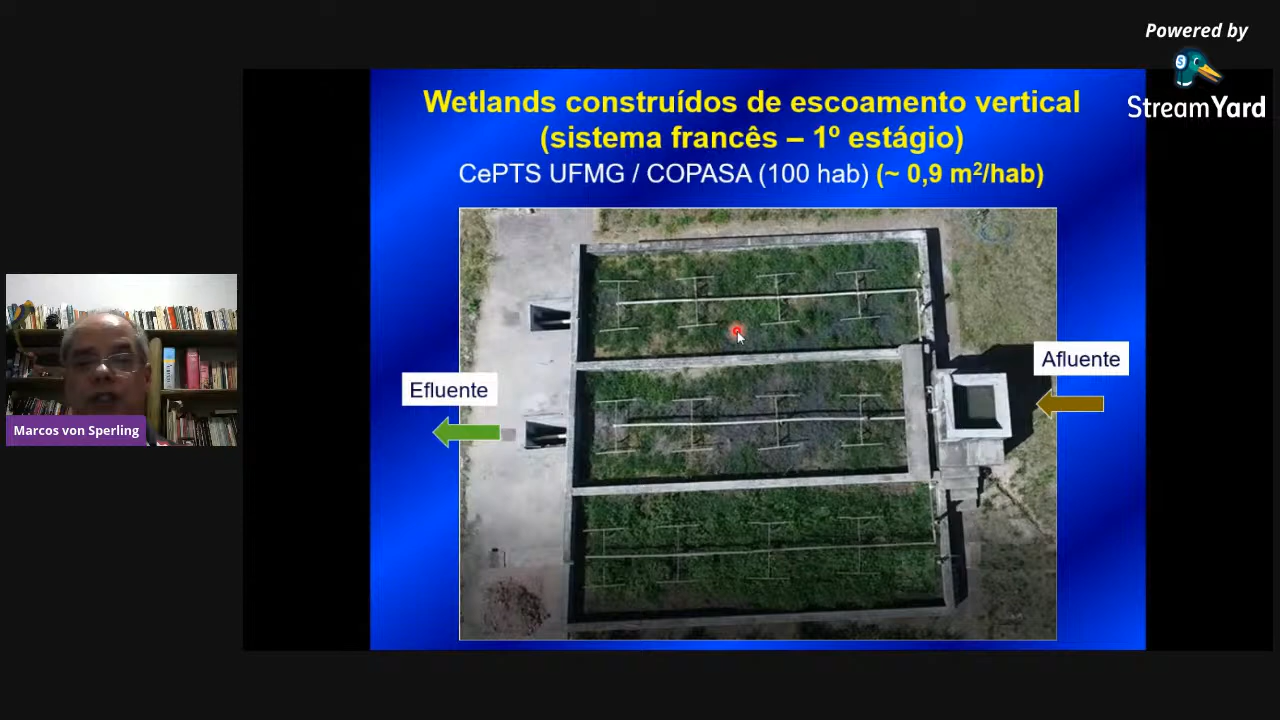 Powered by
StreamYard
Wetlands construídos de escoamento vertical
(sistema francês – 1º estágio)
CePTS UFMG / COPASA (100 hab) (~ 0,9 m²/hab)
Afluente
Efluente
Marcos von Sperling